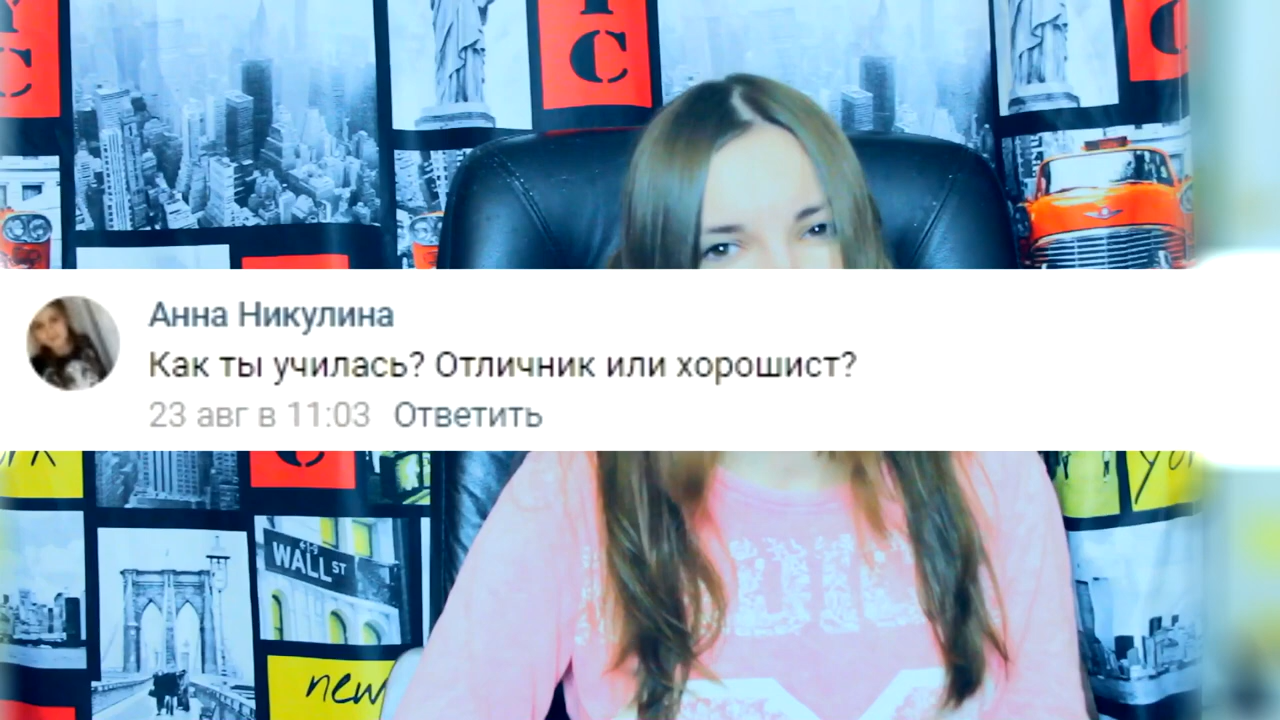 Y
C
Y
C
C
Анна Никулина
Как ты училась? Отличник или хорошист?
23 авг в 11:03 Ответить
C
WALL ST
new